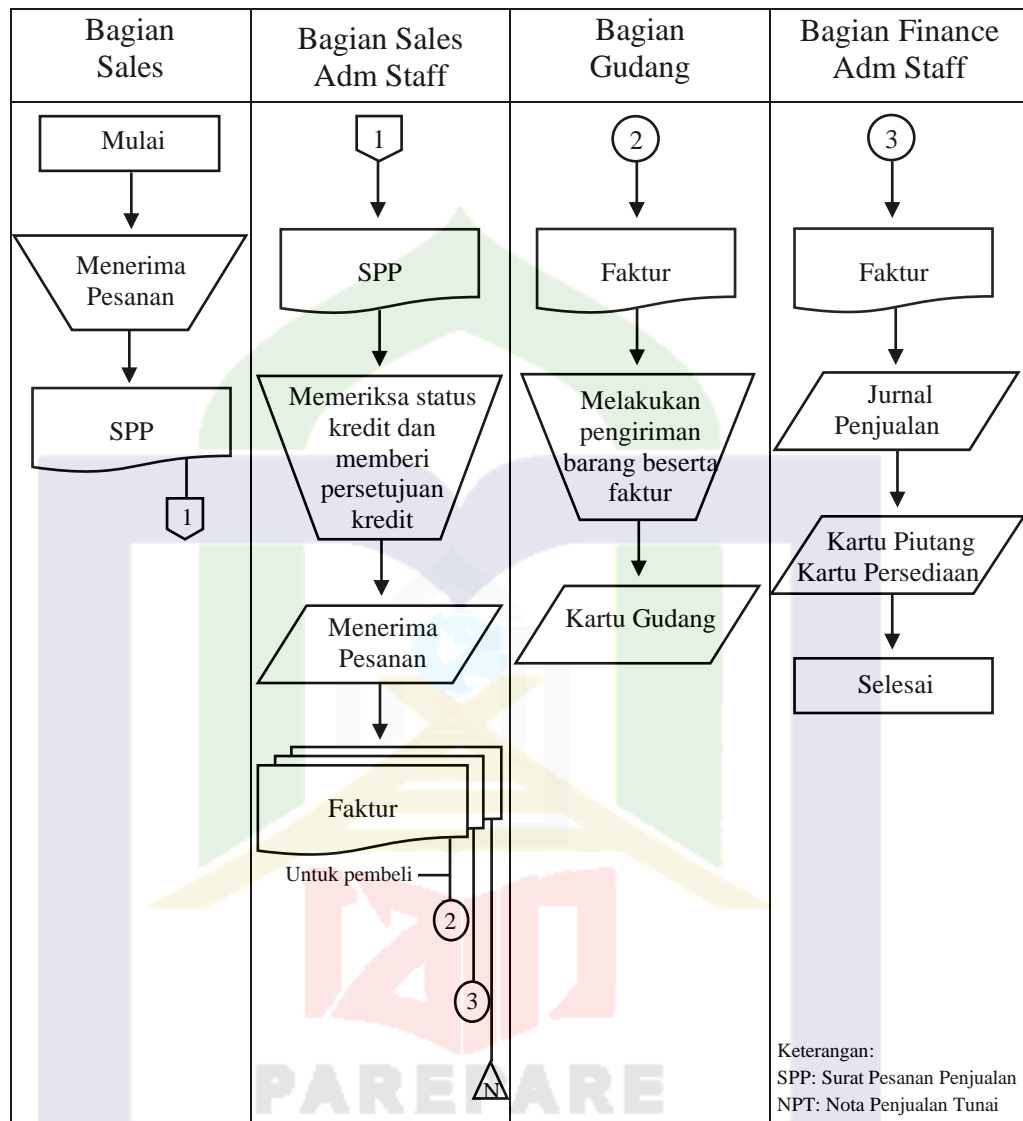 Bagian
Sales
Bagian Sales
Adm Staff
Bagian
Gudang
Bagian Finance
Adm Staff
Mulai
Menerima
Pesanan
SPP
1
1
SPP
Memeriksa status
kredit dan
memberi
persetujuan
kredit
Menerima
Pesanan
Faktur
Untuk pembeli
2
3
N
2
Faktur
Melakukan
pengiriman
barang beserta
faktur
Kartu Gudang
3
Faktur
Jurnal
Penjualan
Kartu Piutang
Kartu Persediaan
Selesai
Keterangan:
SPP: Surat Pesanan Penjualan
NPT: Nota Penjualan Tunai
PAREPARE